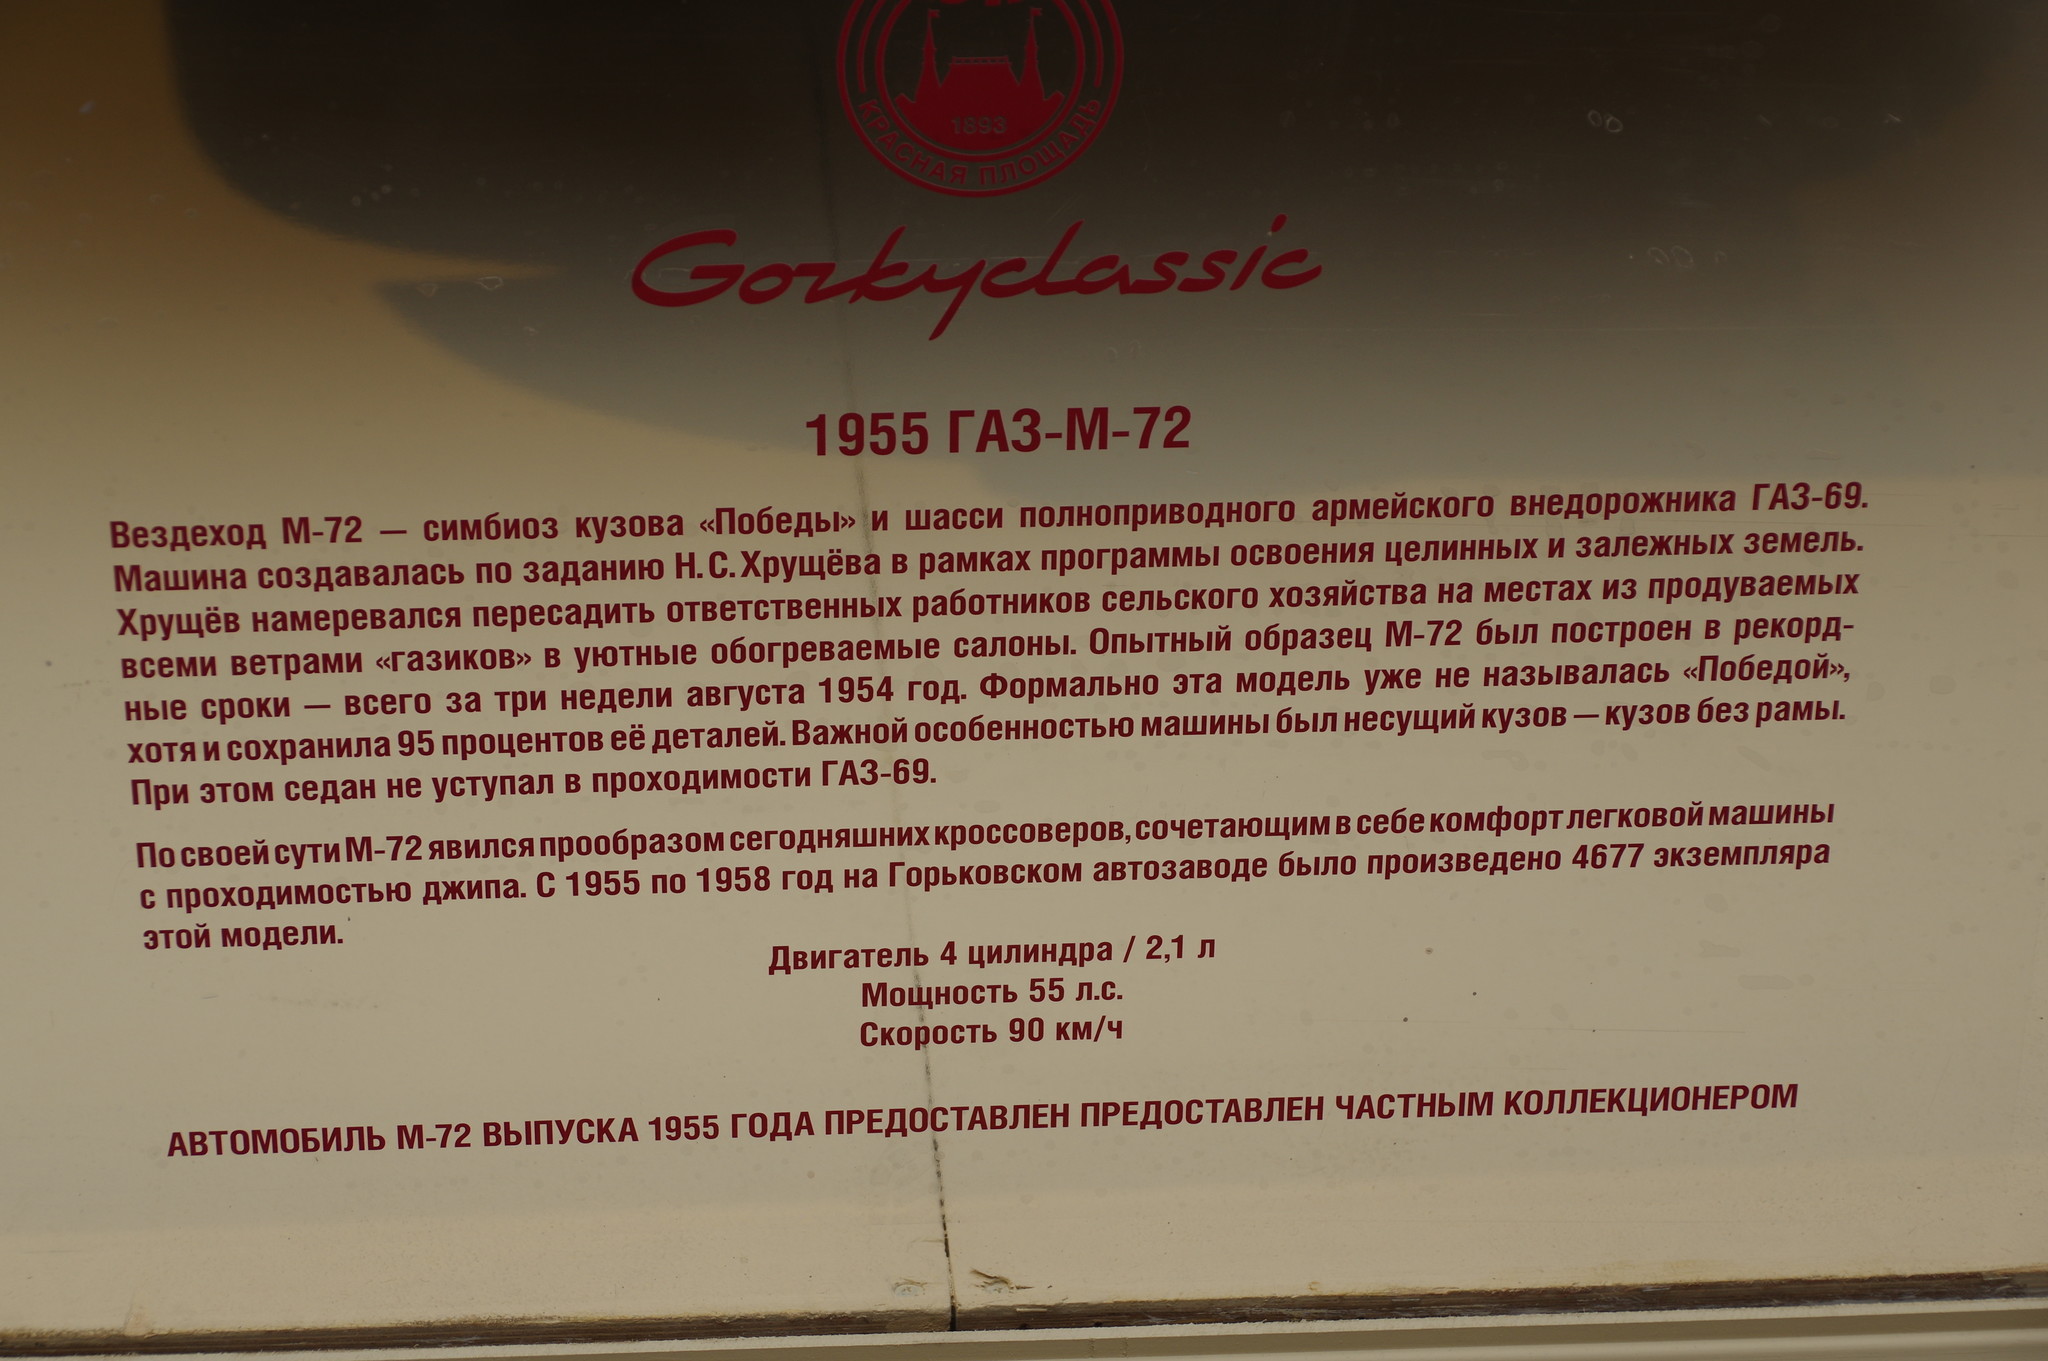 1893
КРАСНАЯ ПЛОЩАДЬ
Gorkyclassic
1955 ГАЗ-М-72
Вездеход М-72 — симбиоз кузова «Победы» и шасси полноприводного армейского внедорожника ГАЗ-69.
Машина создавалась по заданию Н. С. Хрущёва в рамках программы освоения целинных и залежных земель.
Хрущёв намеревался пересадить ответственных работников сельского хозяйства на местах из продуваемых
всеми ветрами «газиков» в уютные обогреваемые салоны. Опытный образец М-72 был построен в рекорд-
ные сроки — всего за три недели августа 1954 год. Формально эта модель уже не называлась «Победой»,
хотя и сохранила 95 процентов её деталей. Важной особенностью машины был несущий кузов — кузов без рамы.
При этом седан не уступал в проходимости ГАЗ-69.
По своей сути М-72 явился прообразом сегодняшних кроссоверов, сочетающим в себе комфорт легковой машины
с проходимостью джипа. С 1955 по 1958 год на Горьковском автозаводе было произведено 4677 экземпляра
этой модели.
Двигатель 4 цилиндра / 2,1 л
Мощность 55 л.с.
Скорость 90 км/ч
АВТОМОБИЛЬ М-72 ВЫПУСКА 1955 ГОДА ПРЕДОСТАВЛЕН ПРЕДОСТАВЛЕН ЧАСТНЫМ КОЛЛЕКЦИОНЕРОМ